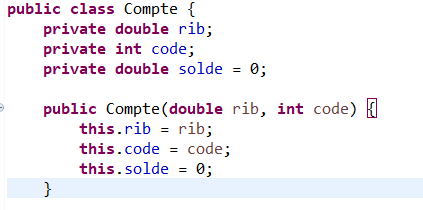 public class Compte {
    private double rib;
    private int code;
    private double solde = 0;
    public Compte(double rib, int code) {
        this.rib = rib;
        this.code = code;
        this.solde = 0;
    }